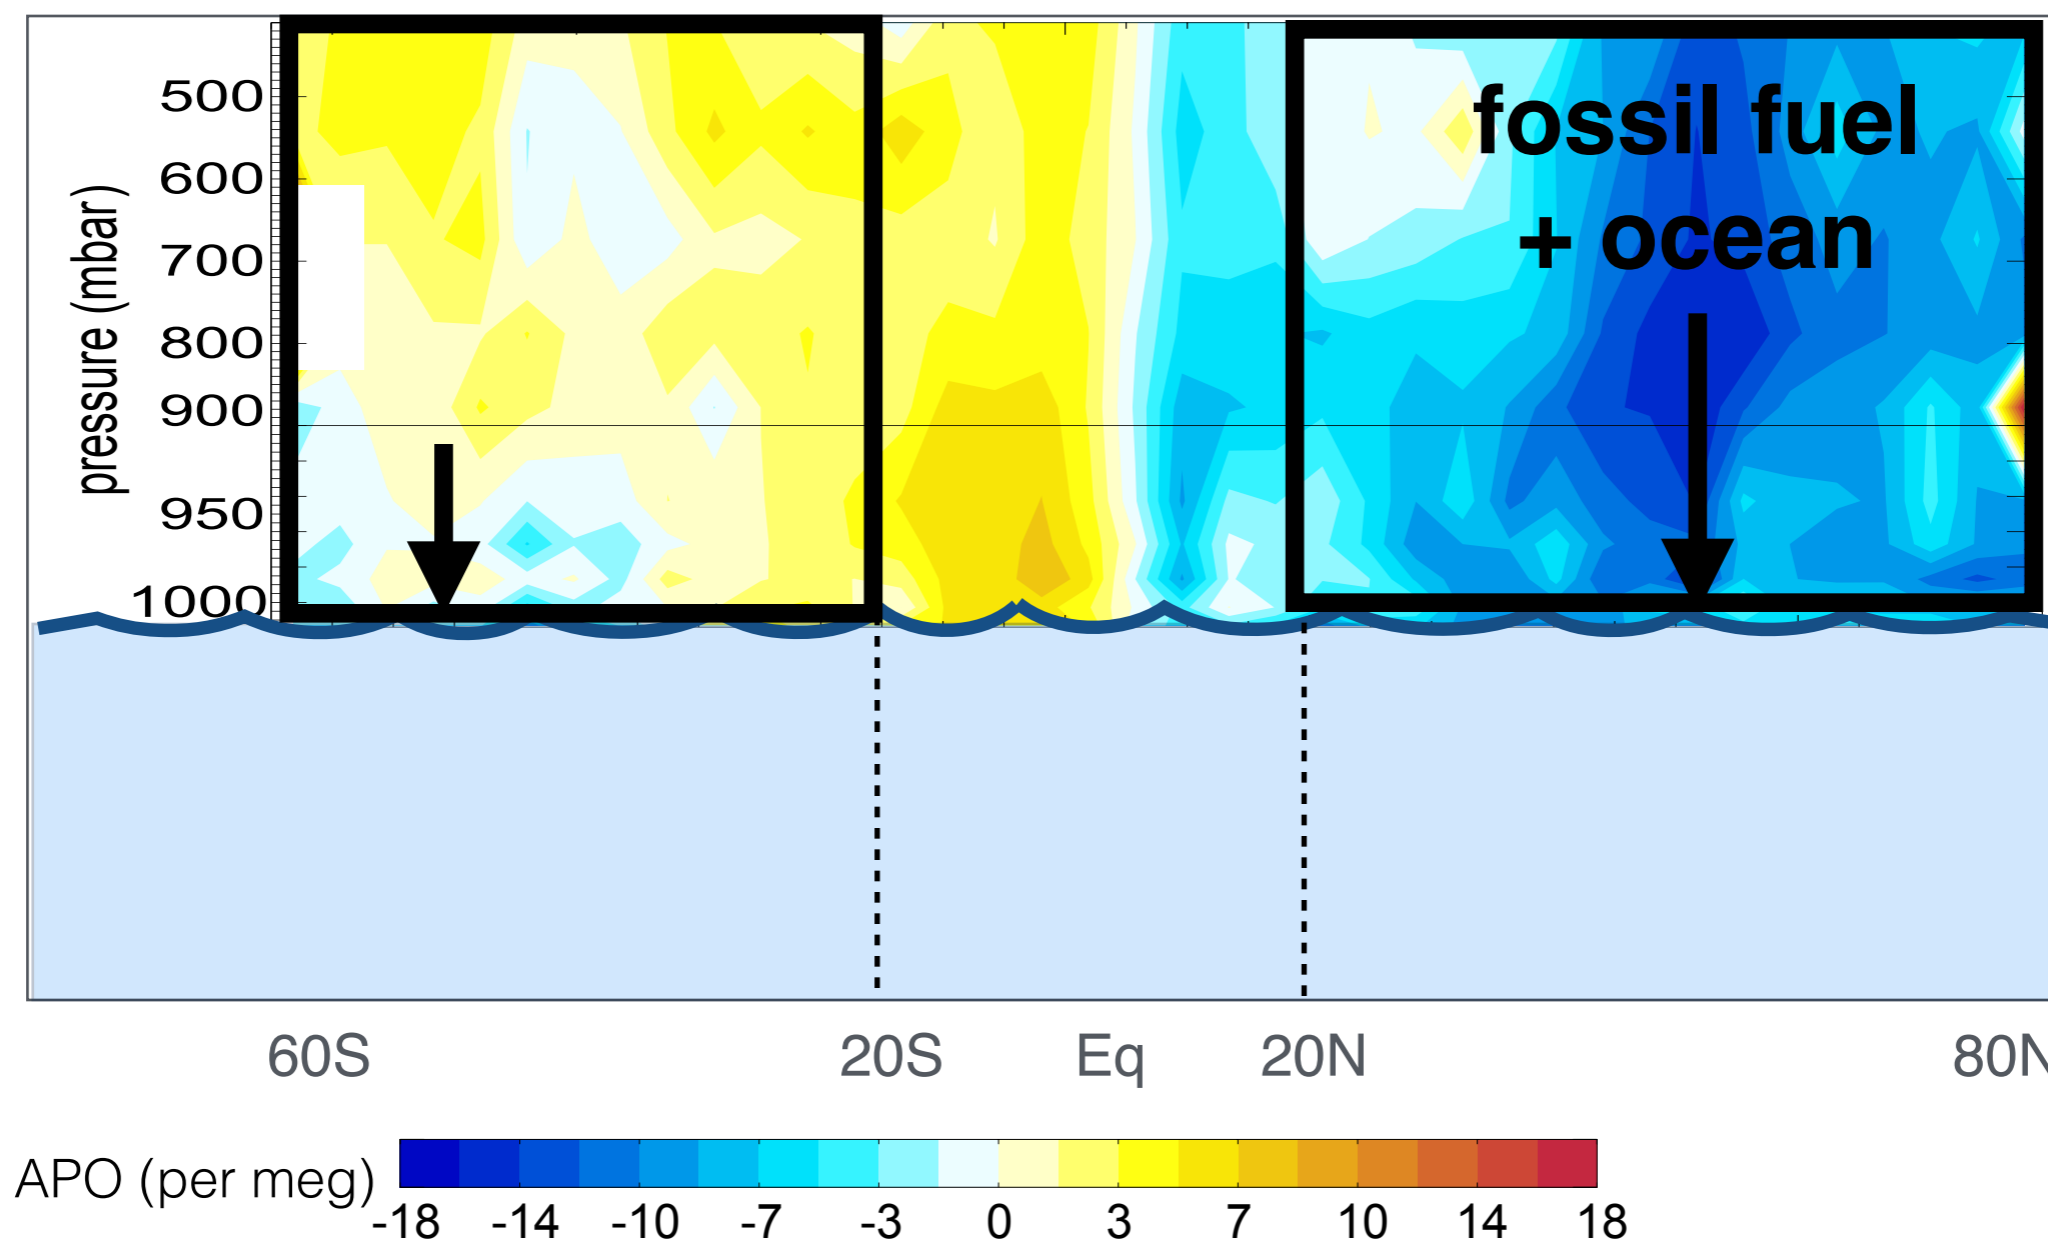 fossil fuel
+ ocean
pressure (mbar)
500
600
700
800
900
950
1000
60S 20S Eq 20N 80N
APO (per meg)
-18 -14 -10 -7 -3 0 3 7 10 14 18